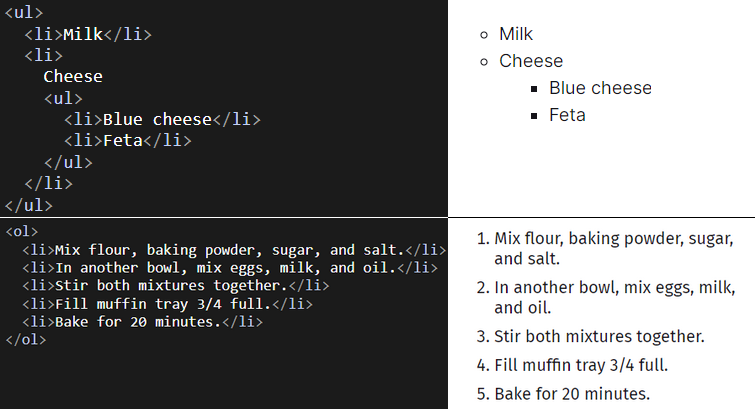 <ul>
<li>Milk</li>
<li>
Cheese
<ul>
<li>Blue cheese</li>
<li>Feta</li>
</ul>
</li>
</ul>
Milk
Cheese
Blue cheese
Feta
<ol>
<li>Mix flour, baking powder, sugar, and salt.</li>
<li>In another bowl, mix eggs, milk, and oil.</li>
<li>Stir both mixtures together.</li>
<li>Fill muffin tray 3/4 full.</li>
<li>Bake for 20 minutes.</li>
</ol>
1. Mix flour, baking powder, sugar,
and salt.
2. In another bowl, mix eggs, milk,
and oil.
3. Stir both mixtures together.
4. Fill muffin tray 3/4 full.
5. Bake for 20 minutes.